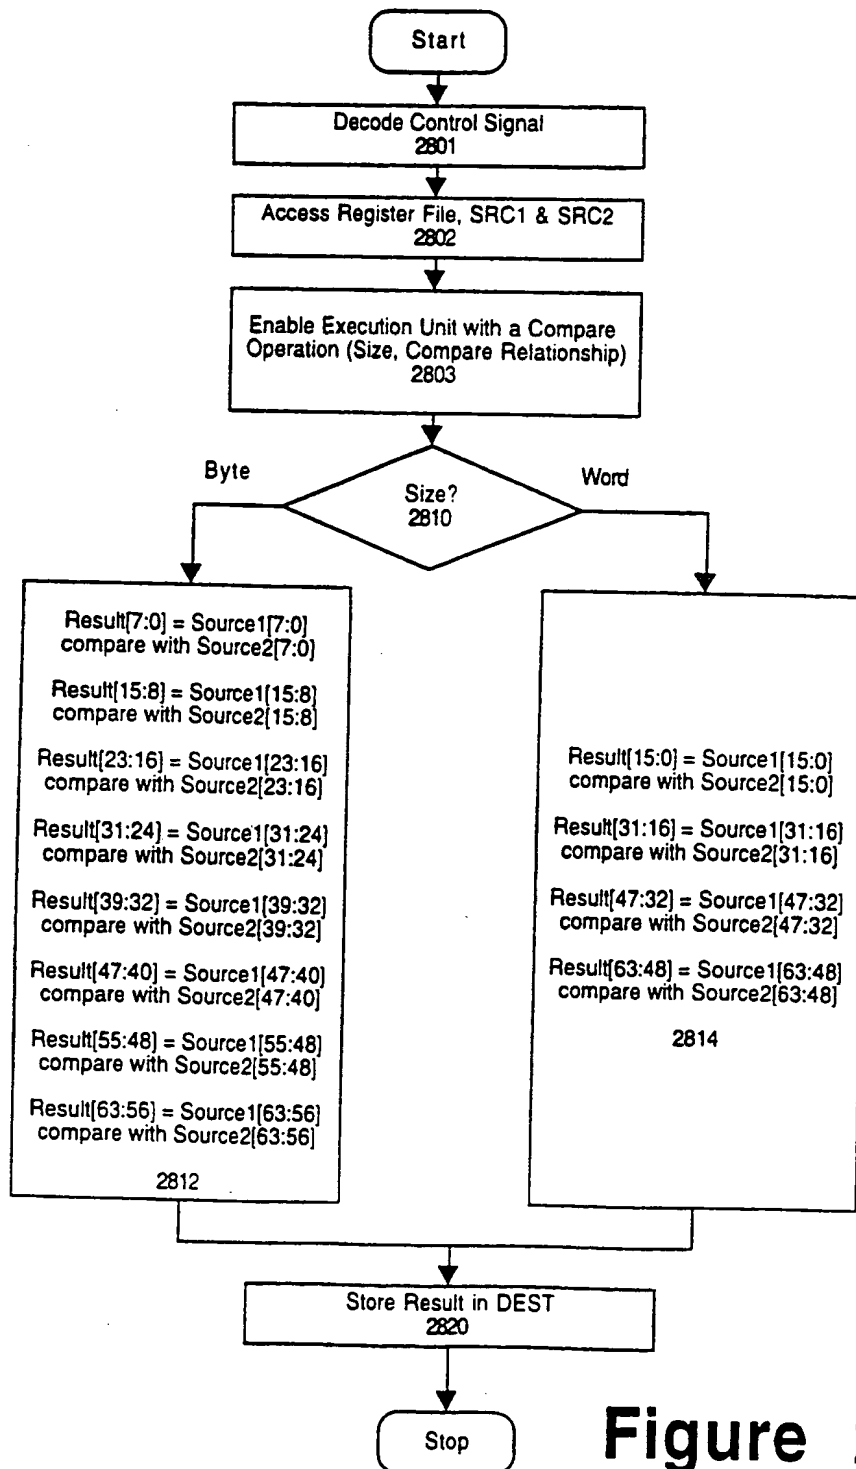 Start
Decode Control Signal
2801
Access Register File, SRC1 & SRC2
2802
Enable Execution Unit with a Compare
Operation (Size, Compare Relationship)
2803
Byte
Word
Size?
2810
Result[7:0] = Source1[7:0]
compare with Source2[7:0]
Result[15:8] = Source1[15:8]
compare with Source2[15:8]
Result[23:16] = Source1[23:16]
compare with Source2[23:16]
Result[31:24] = Source1[31:24]
compare with Source2[31:24]
Result[39:32] = Source1[39:32]
compare with Source2[39:32]
Result[47:40] = Source1[47:40]
compare with Source2[47:40]
Result[55:48] = Source1[55:48]
compare with Source2[55:48]
Result[63:56] = Source1[63:56]
compare with Source2[63:56]
2812
Result[15:0] = Source1[15:0]
compare with Source2[15:0]
Result[31:16] = Source1[31:16]
compare with Source2[31:16]
Result[47:32] = Source1[47:32]
compare with Source2[47:32]
Result[63:48] = Source1[63:48]
compare with Source2[63:48]
2814
Store Result in DEST
2820
Stop
Figure